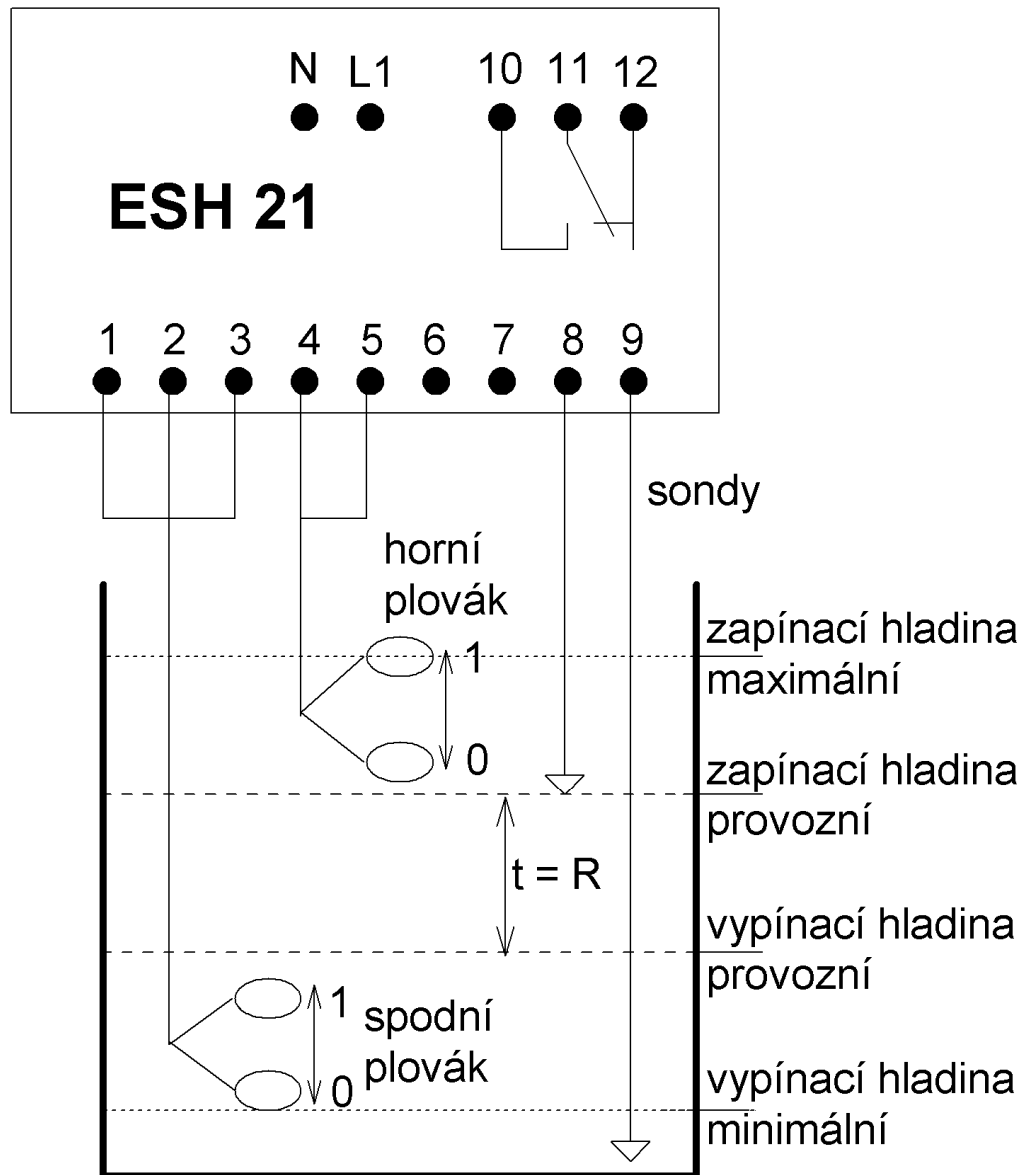 N L1 10 11 12
ESH 21
1 2 3 4 5 6 7 8 9
sondy
horní
plovák
1
0
zapínací hladina
maximální
zapínací hladina
provozní
t = R
vypínací hladina
provozní
1
0
spodní
plovák
vypínací hladina
minimální